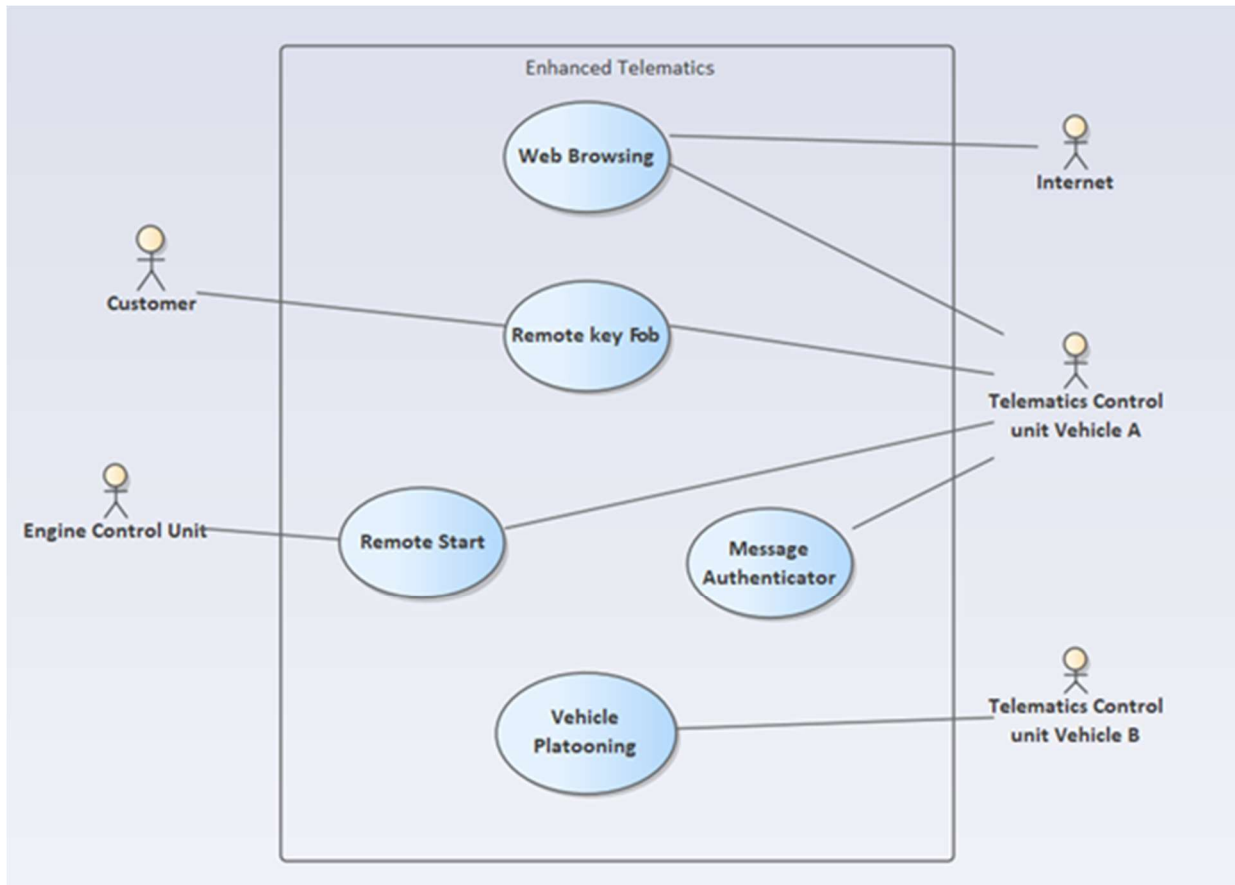 Enhanced Telematics
Web Browsing
Internet
Customer
Remote key Fob
Telematics Control
unit Vehicle A
Engine Control Unit
Remote Start
Message
Authenticator
Vehicle
Platooning
Telematics Control
unit Vehicle B